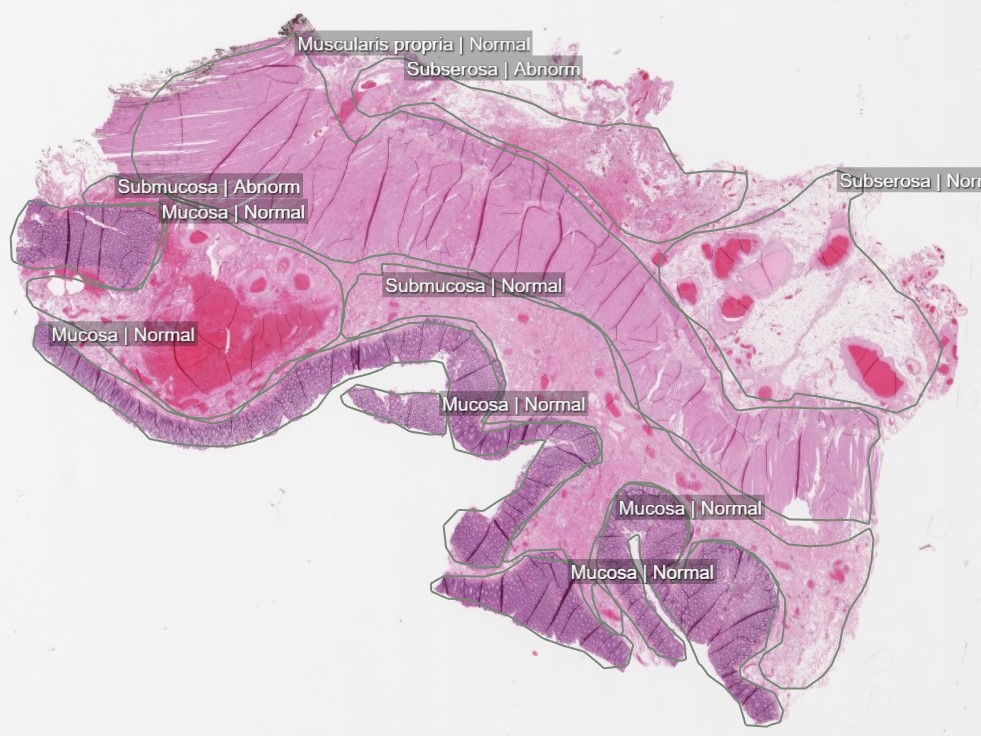 Muscularis propria | Normal
Subserosa | Abnorm
Submucosa | Abnorm
Subserosa | Norr
Mucosa | Normal
Submucosa | Normal
Mucosa | Normal
Mucosa | Normal
Mucosa | Normal
Mucosa | Normal